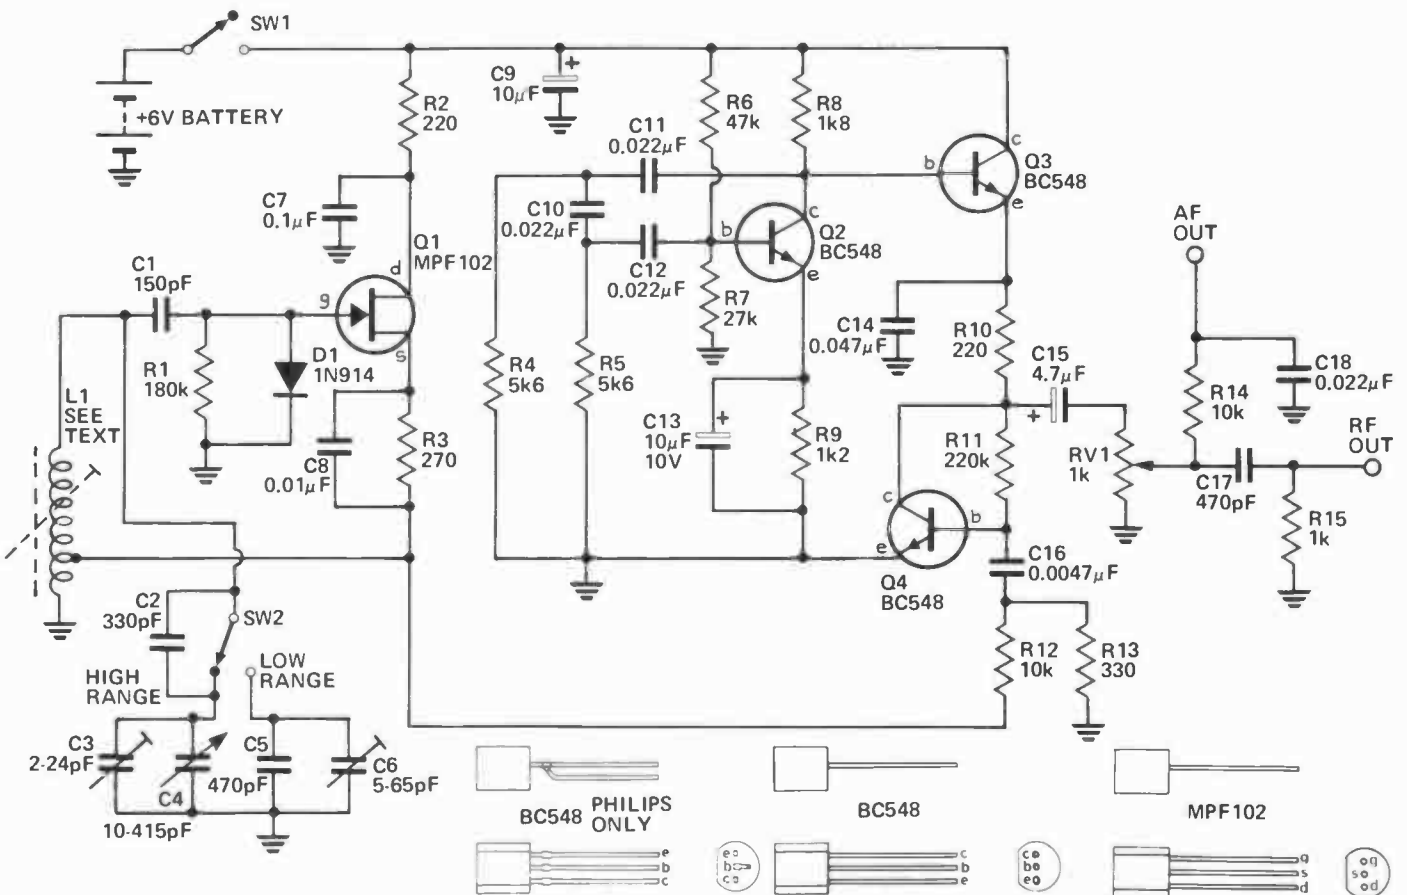 SW1
+6V BATTERY
R2
220
C9
10µF
+
R6
47k
R8
1k8
C11
0.022µF
Q3
BC548
b
c
e
C7
0.1µF
C10
0.022µF
C12
0.022µF
b
c
e
Q2
BC548
R7
27k
AF
OUT
Q1
MPF102
d
g
s
C1
150pF
R1
180k
D1
1N914
L1
SEE
TEXT
C8
0.01µF
R3
270
R4
5k6
R5
5k6
C13
10µF
10V
+
R9
1k2
C14
0.047µF
R10
220
C15
4.7µF
+
R11
220k
RV1
1k
R14
10k
C18
0.022µF
RF
OUT
C17
470pF
R15
1k
c
b
e
Q4
BC548
C16
0.0047µF
R12
10k
R13
330
C2
330pF
SW2
HIGH
RANGE
LOW
RANGE
C3
2-24pF
C4
10-415pF
C5
470pF
C6
5-65pF
BC548 PHILIPS
ONLY
BC548
MPF102
e
b
c
e
b
c
c
b
e
c
b
e
g
s
d
g
s
d